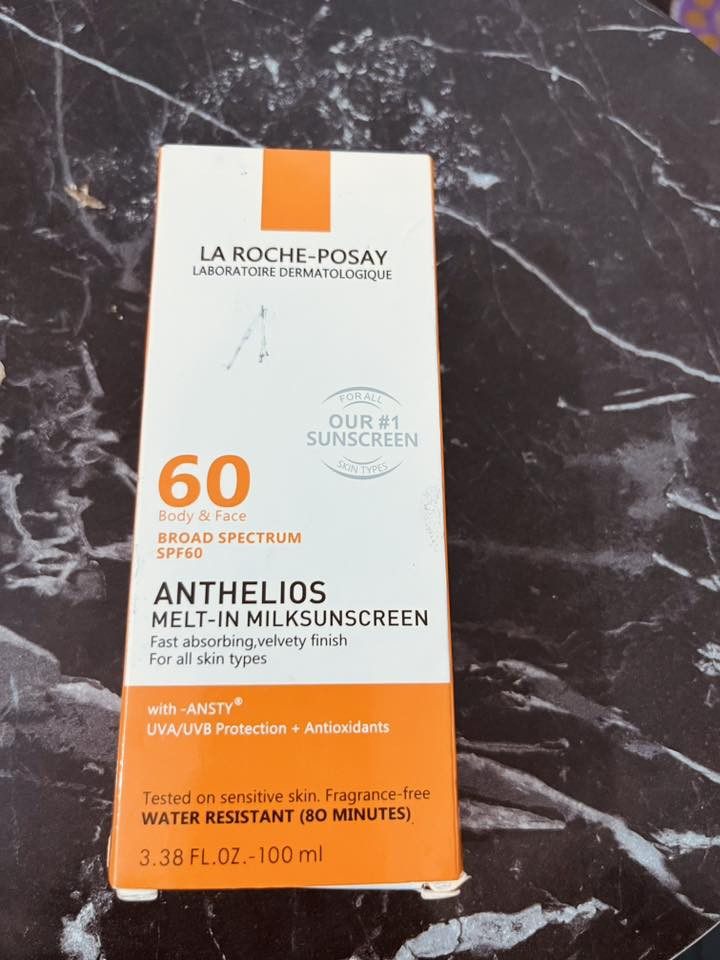 LA ROCHE-POSAY
LABORATOIRE DERMATOLOGIQUE
FOR ALL
OUR #1
SUNSCREEN
SKIN TYPES
60
Body & Face
BROAD SPECTRUM
SPF60
ANTHELIOS
MELT-IN MILKSUNSCREEN
Fast absorbing,velvety finish
For all skin types
with -ANSTY®
UVA/UVB Protection + Antioxidants
Tested on sensitive skin. Fragrance-free
WATER RESISTANT (80 MINUTES)
3.38 FL.OZ.-100 ml